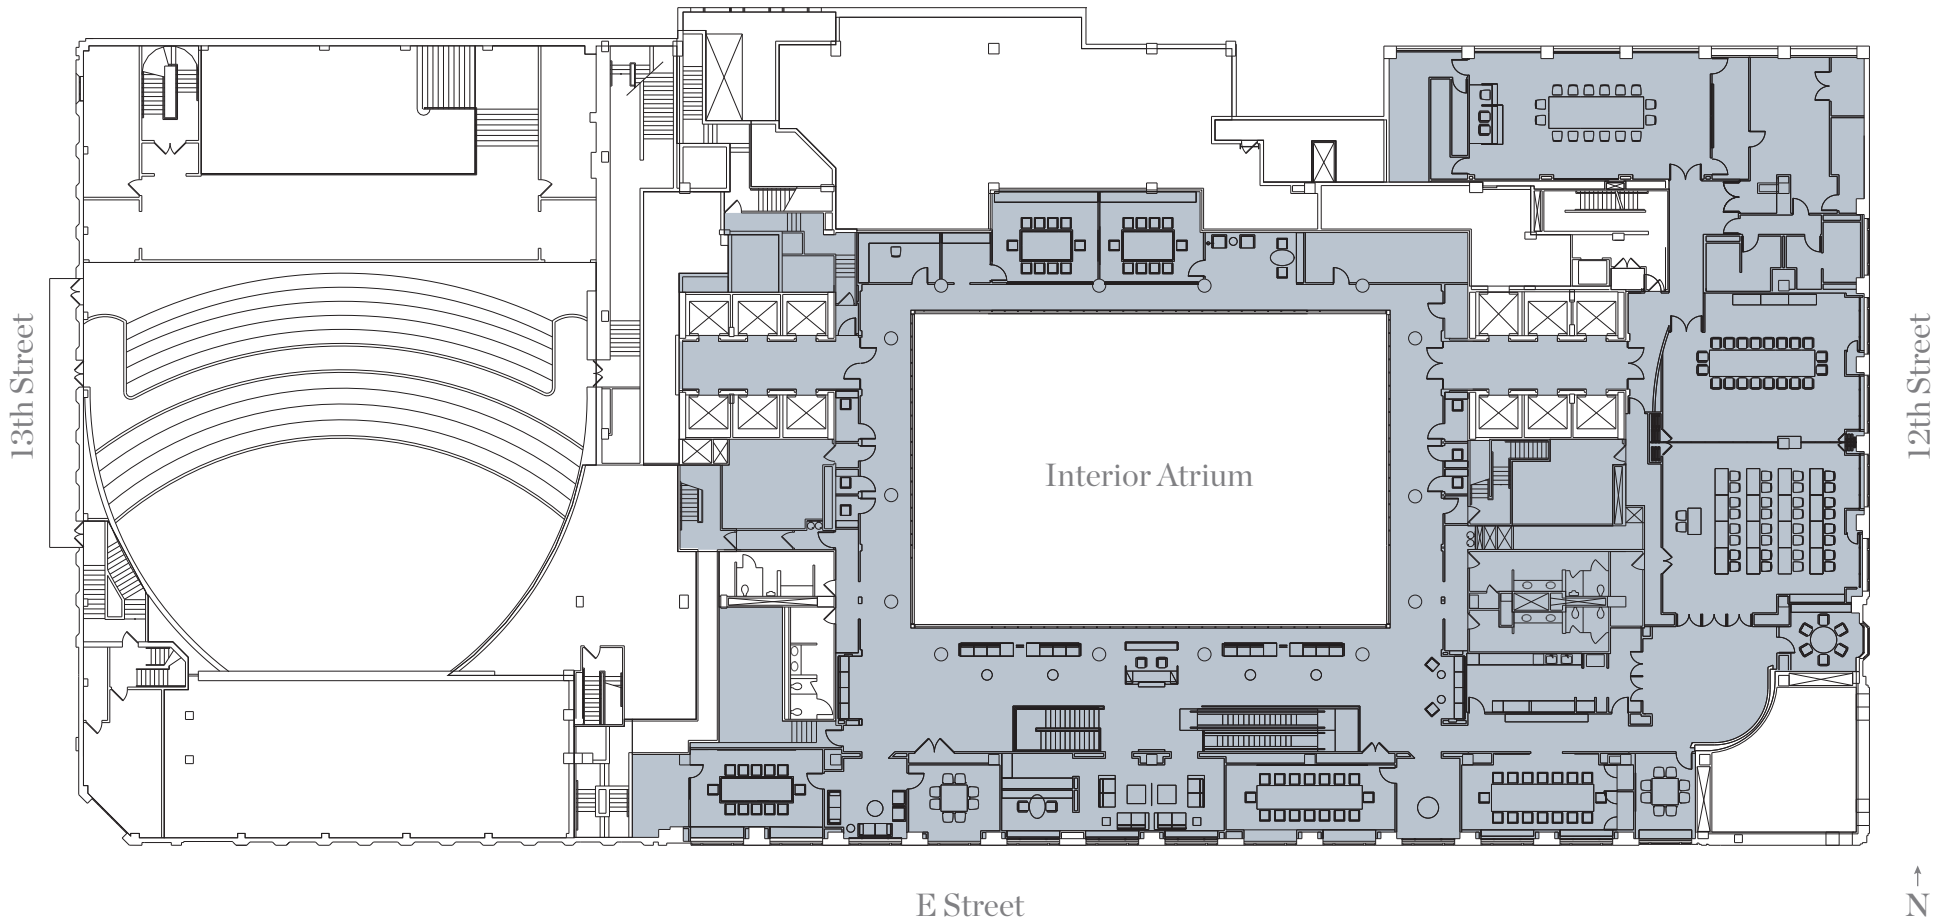 13th Street
Interior Atrium
12th Street
E Street
N